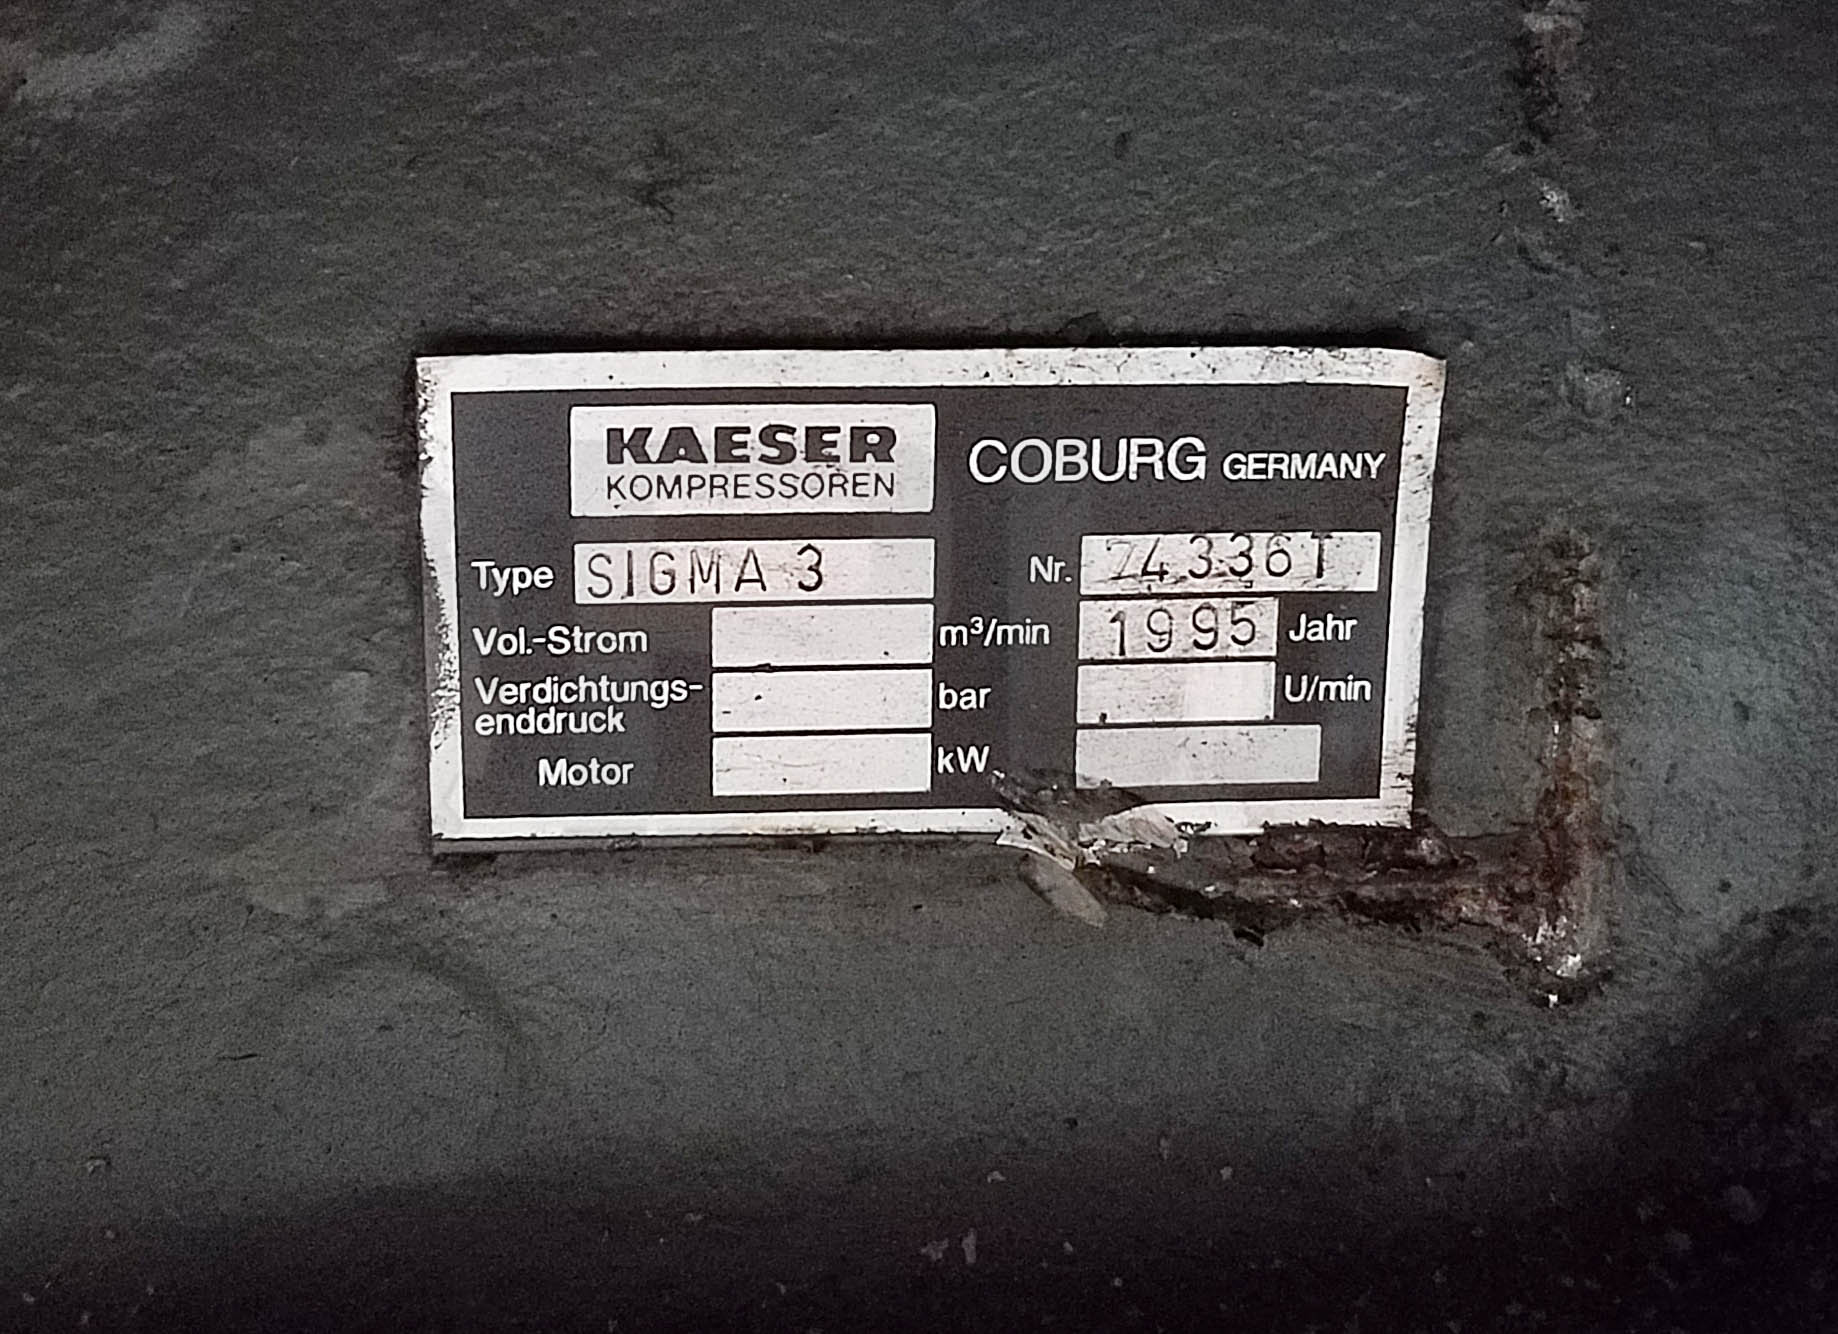 KAESER
KOMPRESSOREN
COBURG GERMANY
Type SIGMA 3
Nr. 74336T
Vol.-Strom m³/min
1995 Jahr
Verdichtungs-
enddruck bar
U/min
Motor kW